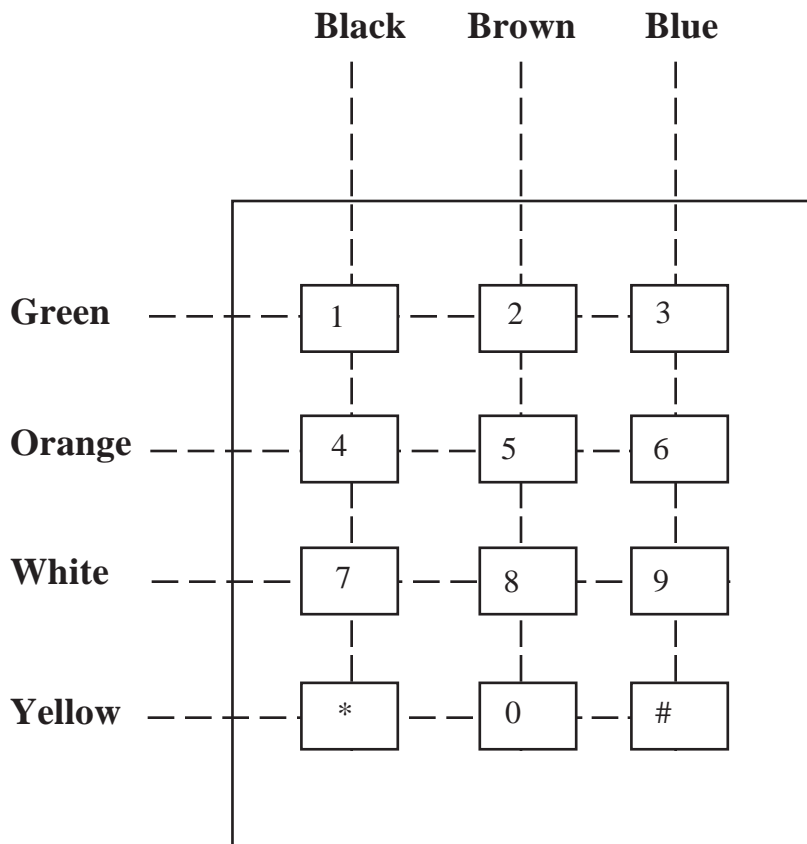 Black Brown Blue
Green 1 2 3
Orange 4 5 6
White 7 8 9
Yellow * 0 #